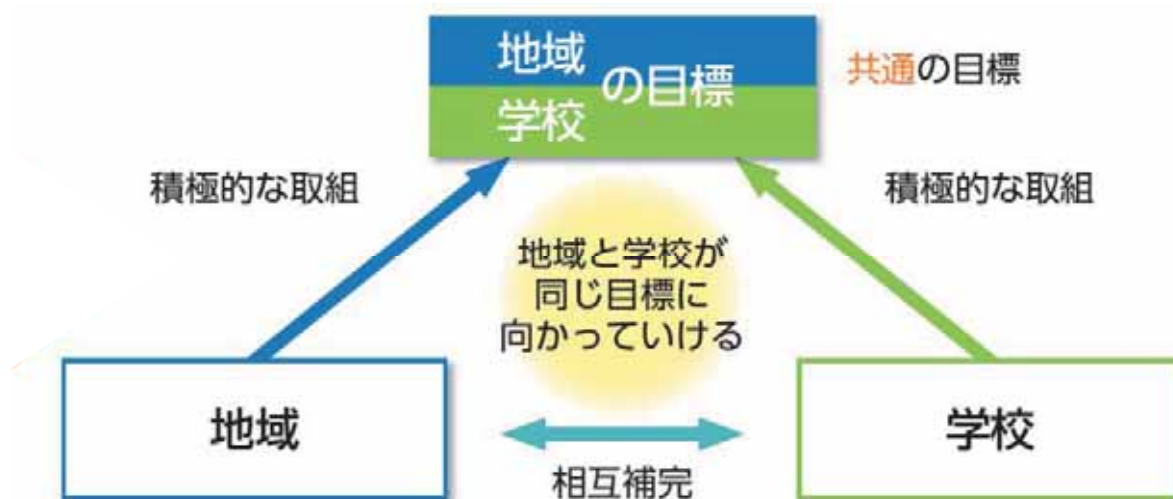 地域
学校
の目標
共通の目標
積極的な取組
積極的な取組
地域と学校が
同じ目標に
向かっていける
地域
学校
相互補完